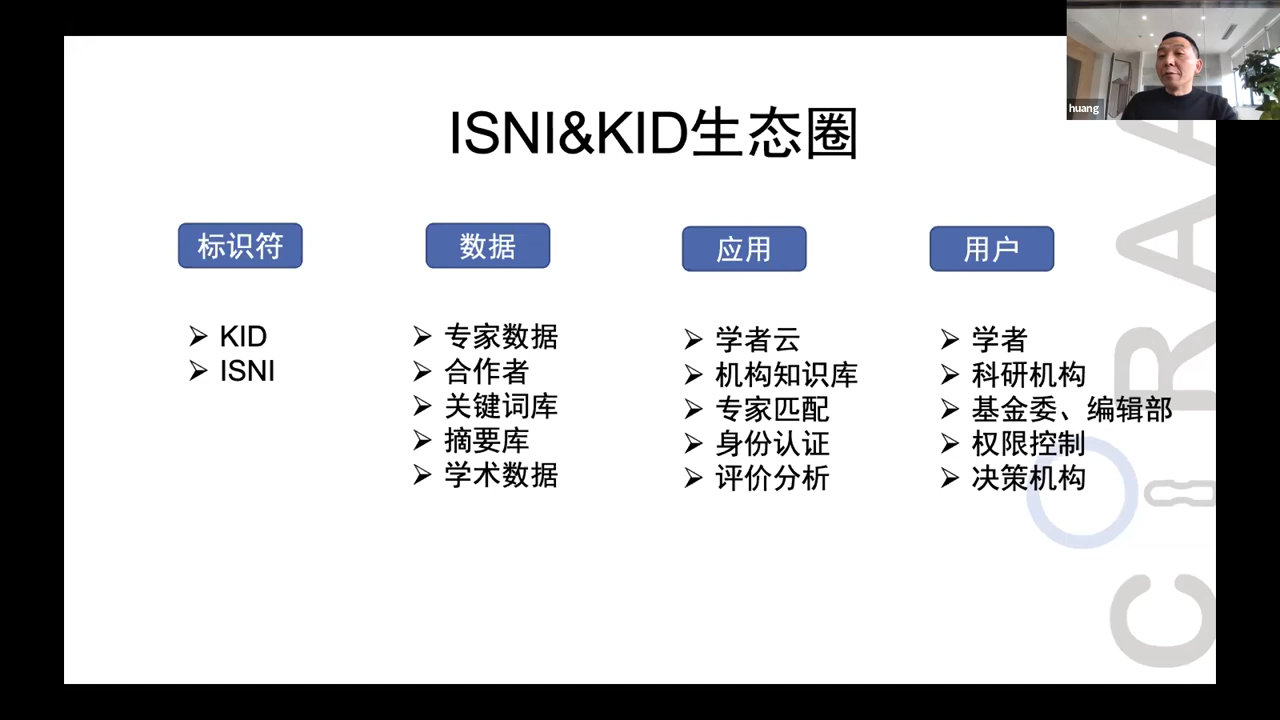 huang
ISNI&KID生态圈
标识符
KID
ISNI
数据
专家数据
合作者
关键词库
摘要库
学术数据
应用
学者云
机构知识库
专家匹配
身份认证
评价分析
用户
学者
科研机构
基金委、编辑部
权限控制
决策机构